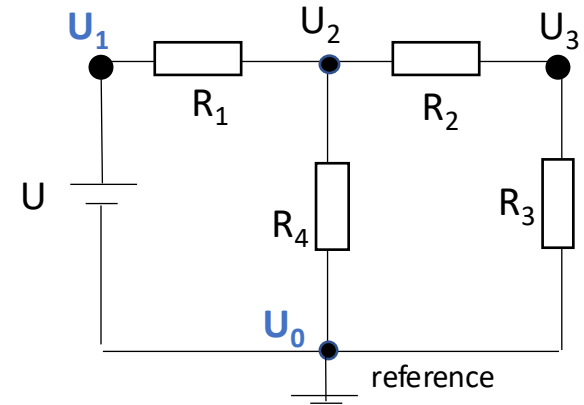 U₁
U₂
U₃
R₁
R₂
U
R₄
R₃
U₀
reference